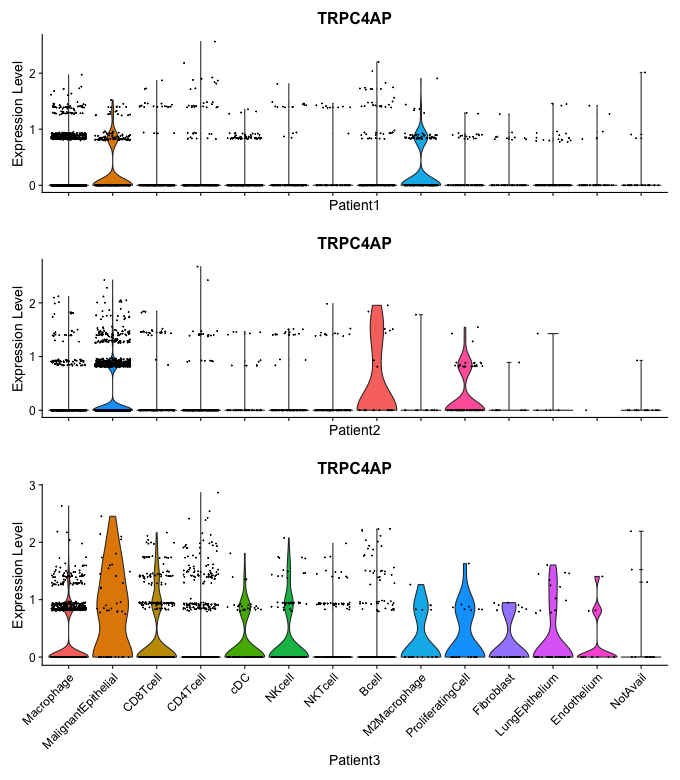 TRPC4AP
Expression Level
2
1
0
Patient1
TRPC4AP
Expression Level
2
1
0
Patient2
TRPC4AP
Expression Level
3
2
1
0
Macrophage
MalignantEpithelial
CD8Tcell
CD4Tcell
cDC
NKcell
NKTcell
Bcell
M2Macrophage
ProliferatingCell
Fibroblast
LungEpithelium
Endothelium
NotAvail
Patient3